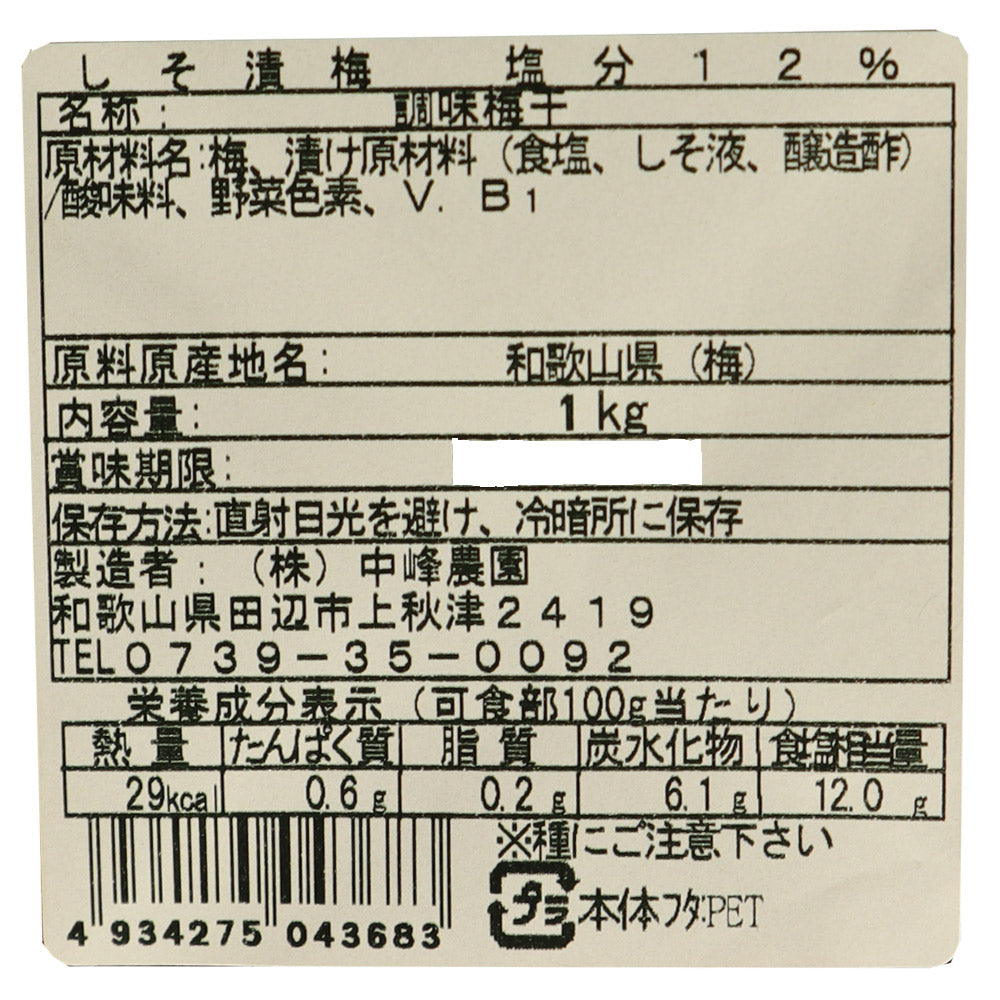 しそ漬梅 塩分12%
名称: 調味梅干
原材料名:梅、漬け原材料(食塩、しそ液、醸造酢)
/酸味料、野菜色素、V.B1
原料原産地名: 和歌山県(梅)
内容量: 1kg
賞味期限:
保存方法:直射日光を避け、冷暗所に保存
製造者:(株)中峰農園
和歌山県田辺市上秋津2419
TEL0739-35-0092
栄養成分表示(可食部100g当たり)
熱量 たんぱく質 脂質 炭水化物 食塩相当量
29kcal 0.6g 0.2g 6.1g 12.0g
※種にご注意下さい
プラ 本体フタ:PET
4 934275 043683